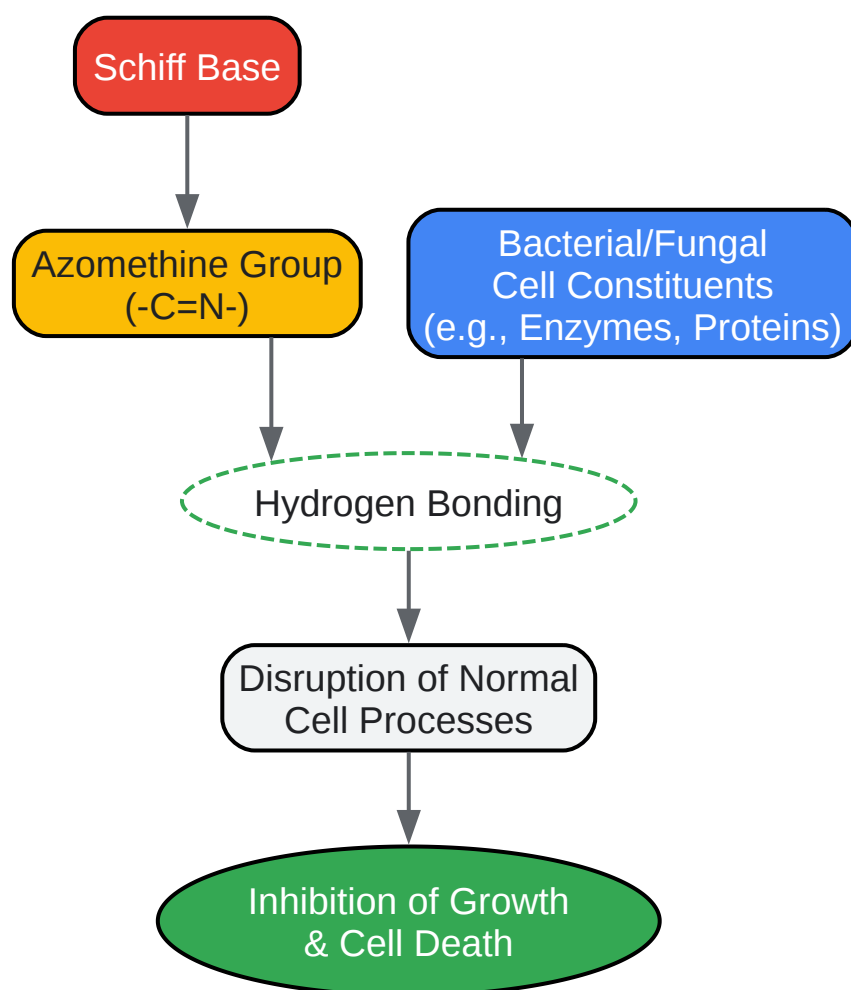 Schiff Base
Azomethine Group
(-C=N-)
Bacterial/Fungal
Cell Constituents
(e.g., Enzymes, Proteins)
Hydrogen Bonding
Disruption of Normal
Cell Processes
Inhibition of Growth
& Cell Death